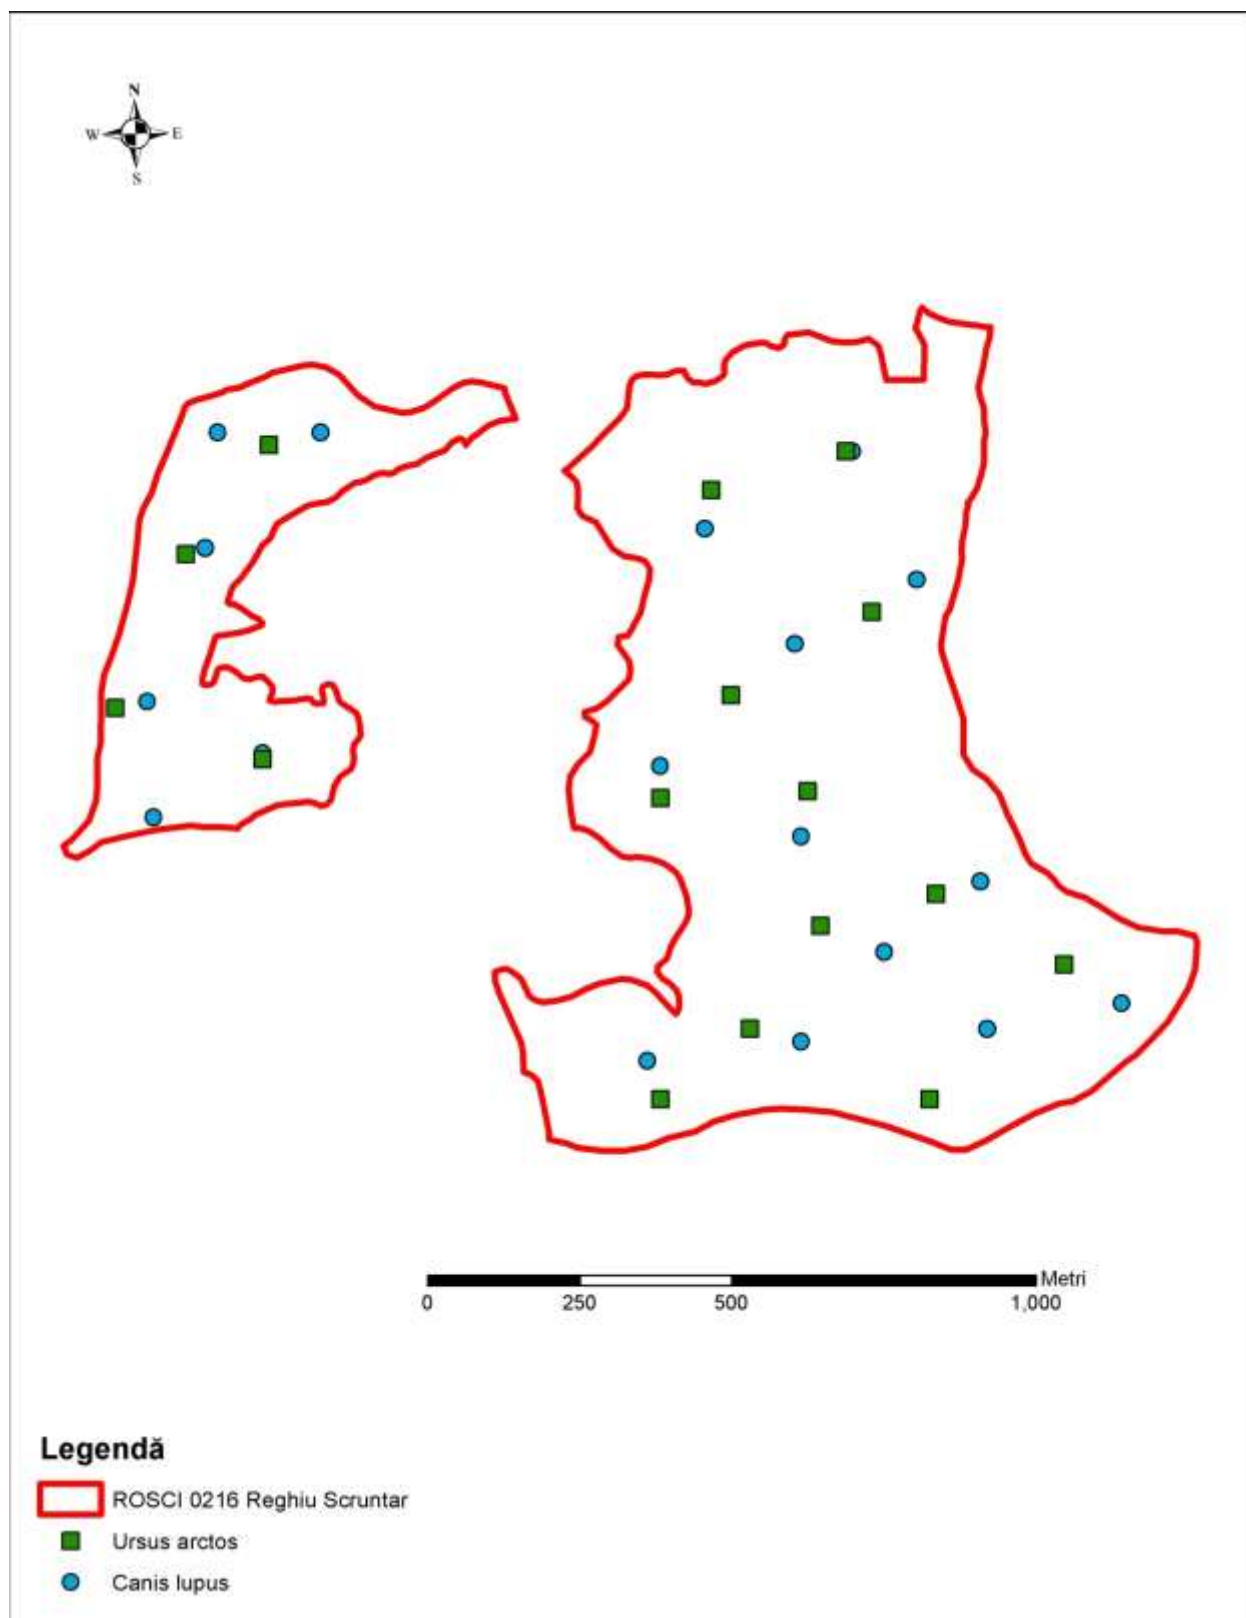 N
W E
S
Metri
0 250 500 1,000
Legendă
ROSCI 0216 Reghiu Scruntar
Ursus arctos
Canis lupus